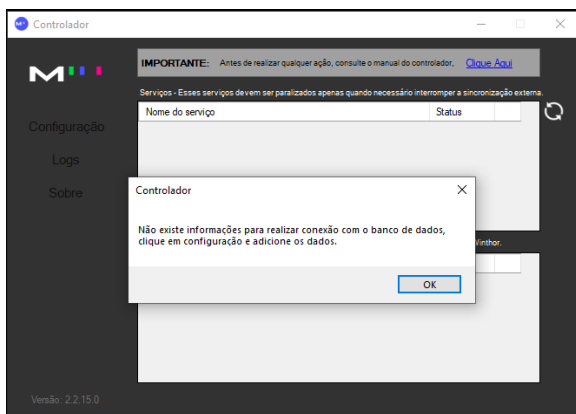 Controlador
IMPORTANTE: Antes de realizar qualquer ação, consulte o manual do controlador, Clique Aqui
Serviços - Esses serviços devem ser paralizados apenas quando necessário interromper a sincronização externa.
Nome do serviço Status
Configuração
Logs
Sobre
Controlador
Não existe informações para realizar conexão com o banco de dados,
clique em configuração e adicione os dados.
Winthor.
OK
Versão: 2.2.15.0